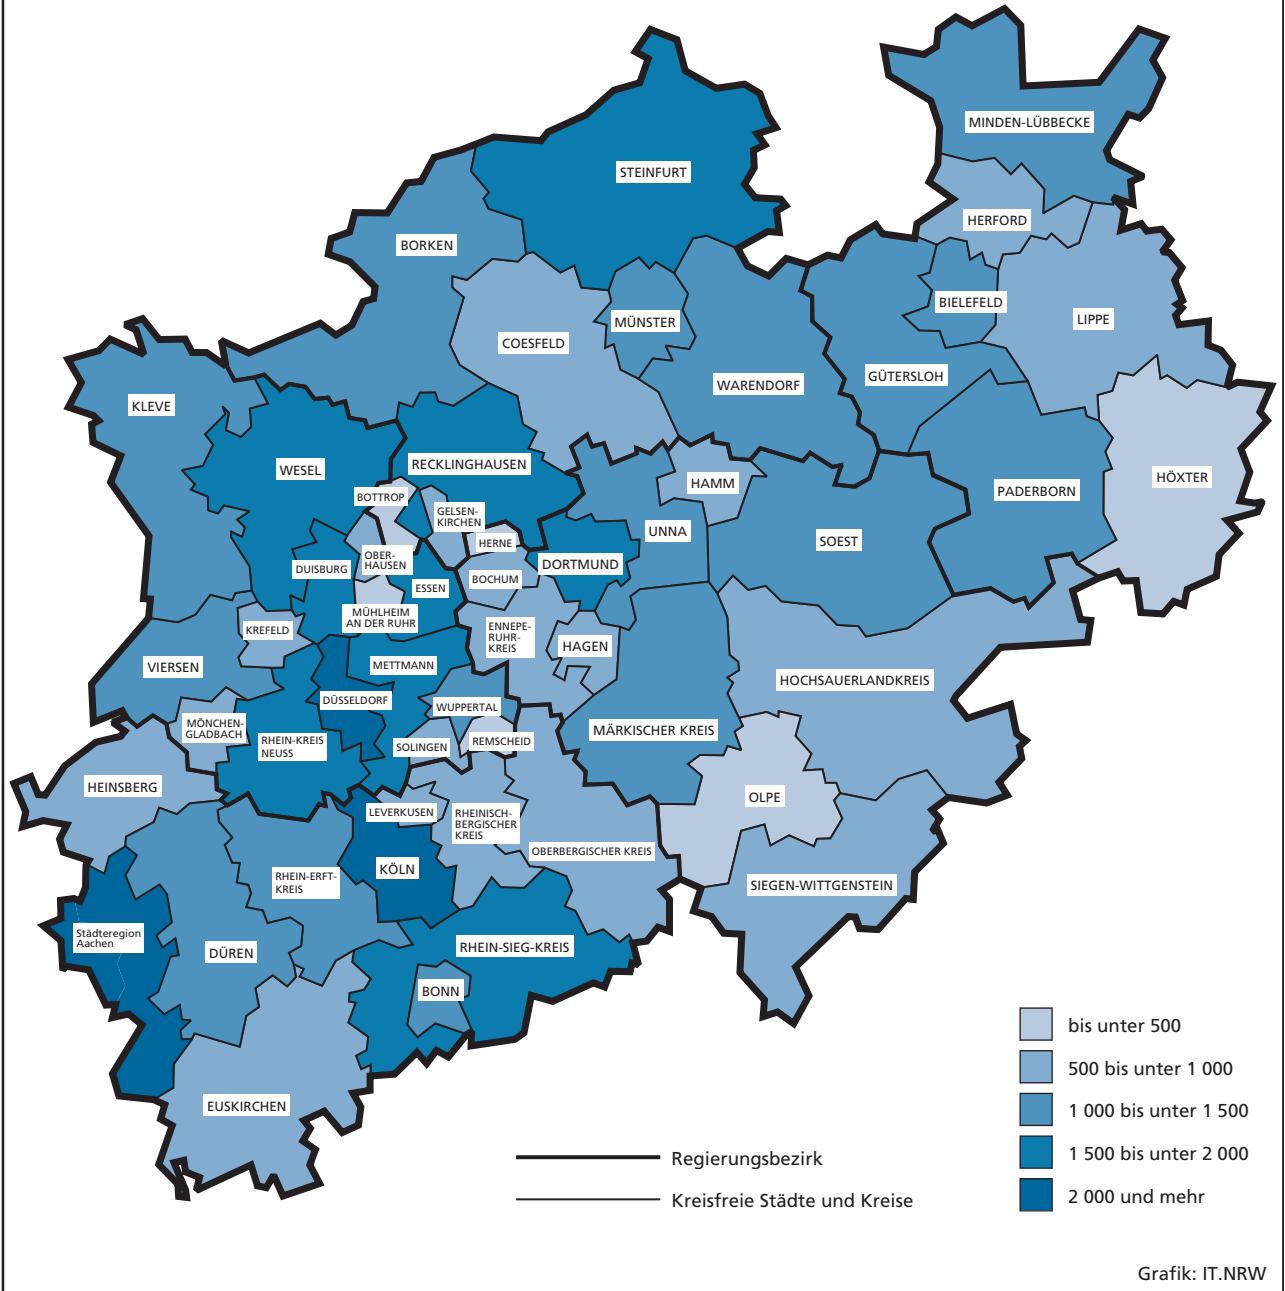 MINDEN-LÜBBECKE
STEINFURT
HERFORD
BORKEN
BIELEFELD
LIPPE
MÜNSTER
COESFELD
GÜTERSLOH
WARENDORF
KLEVE
RECKLINGHAUSEN
WESEL
HÖXTER
HAMM
PADERBORN
BOTTROP
GELSEN-
KIRCHEN
UNNA
SOEST
HERNE
OBER-
HAUSEN
DORTMUND
DUISBURG
BOCHUM
ESSEN
MÜHLHEIM
AN DER RUHR
KREFELD
ENNEPE-
RUHR-
KREIS
HAGEN
VIERSEN
METTMANN
HOCHSAUERLANDKREIS
DÜSSELDORF
WUPPERTAL
MÖNCHEN-
GLADBACH
MÄRKISCHER KREIS
RHEIN-KREIS
NEUSS
SOLINGEN
REMSCHEID
HEINSBERG
OLPE
LEVERKUSEN
RHEINISCH-
BERGISCHER
KREIS
OBERBERGISCHER KREIS
KÖLN
RHEIN-ERFT-
KREIS
SIEGEN-WITTGENSTEIN
Städteregion
Aachen
DÜREN
RHEIN-SIEG-KREIS
BONN
EUSKIRCHEN
bis unter 500
500 bis unter 1 000
1 000 bis unter 1 500
1 500 bis unter 2 000
2 000 und mehr
Regierungsbezirk
Kreisfreie Städte und Kreise
Grafik: IT.NRW